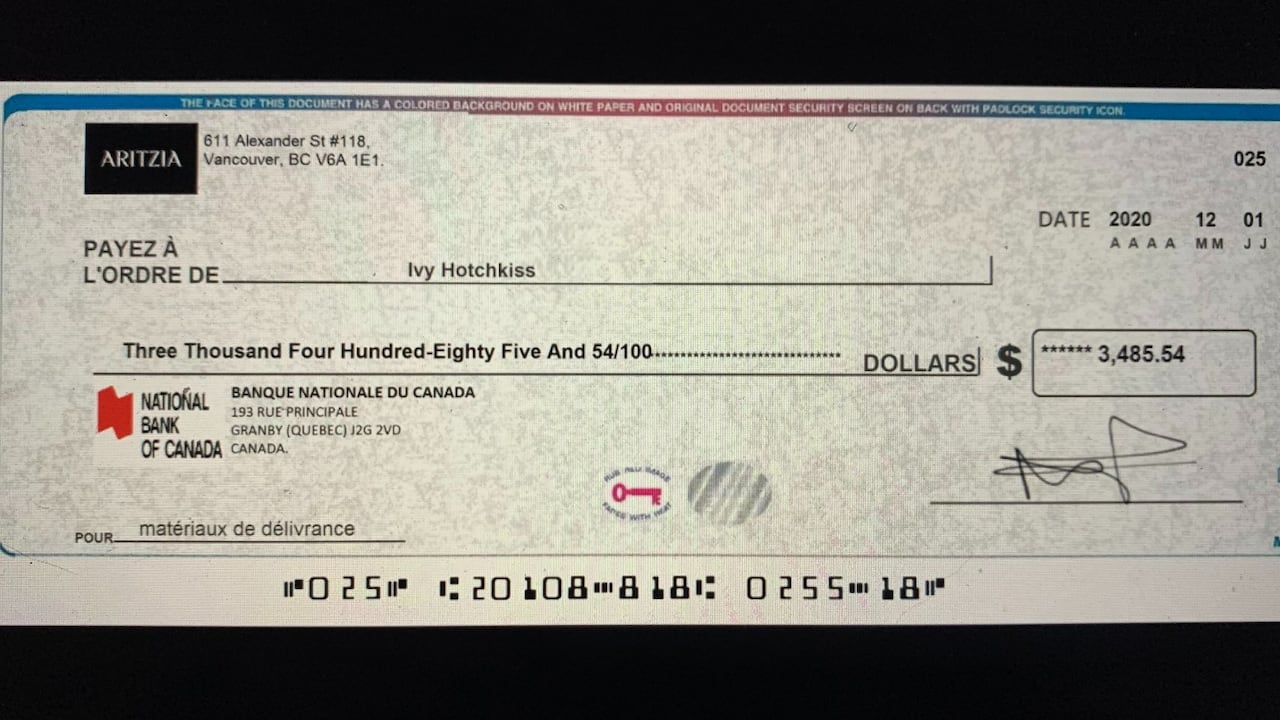 THE FACE OF THIS DOCUMENT HAS A COLORED BACKGROUND ON WHITE PAPER AND ORIGINAL DOCUMENT SECURITY SCREEN ON BACK WITH PADLOCK SECURITY ICON.
ARITZIA
611 Alexander St #118,
Vancouver, BC V6A 1E1.
025
DATE 2020 12 01
A A A A M M J J
PAYEZ À
L'ORDRE DE
Ivy Hotchkiss
Three Thousand Four Hundred-Eighty Five And 54/100
DOLLARS $ ****** 3,485.54
NATIONAL
BANK
OF CANADA
BANQUE NATIONALE DU CANADA
193 RUE PRINCIPALE
GRANBY (QUEBEC) J2G 2VD
CANADA.
POUR matériaux de délivrance
⑈025⑈ ⑆20108⑉818⑆ 0255⑉18⑈